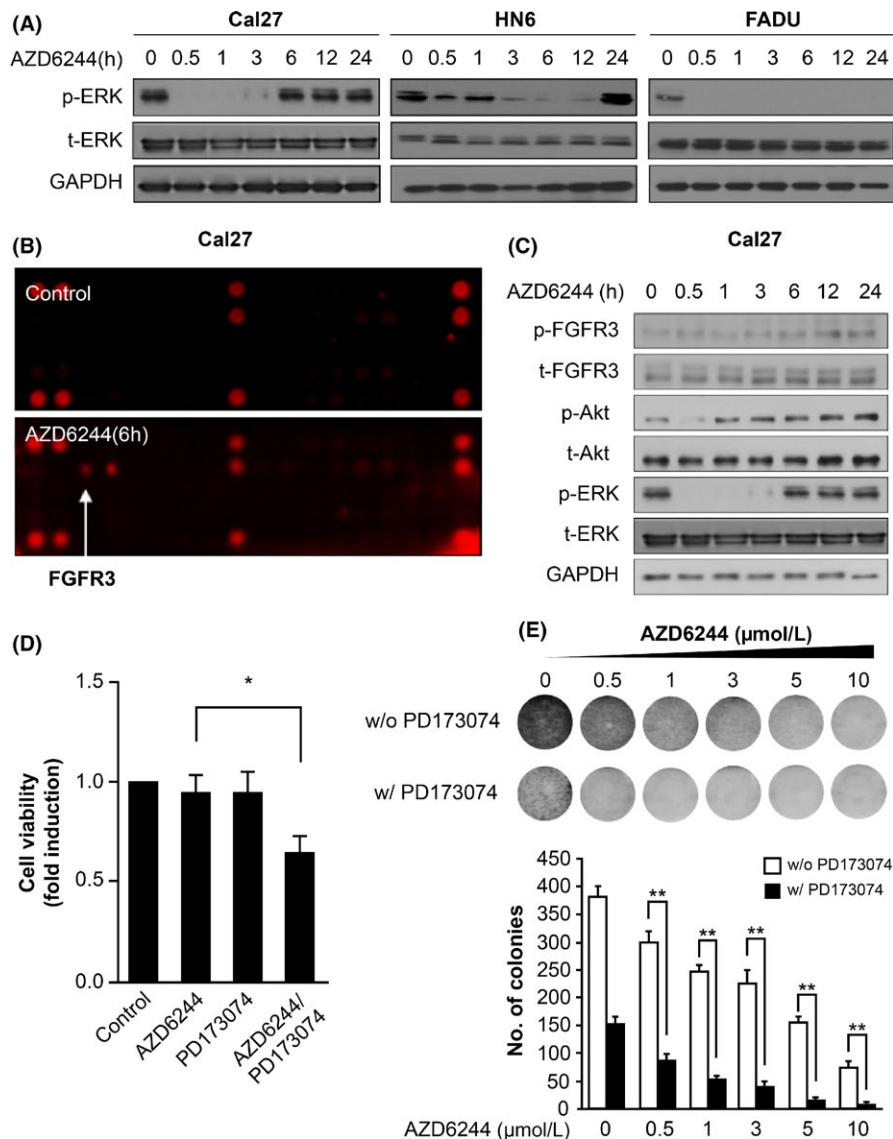 (A)
Cal27 HN6 FADU
AZD6244(h) 0 0.5 1 3 6 12 24 0 0.5 1 3 6 12 24 0 0.5 1 3 6 12 24
p-ERK
t-ERK
GAPDH
(B)
Cal27
Control
AZD6244(6h)
FGFR3
(C)
Cal27
AZD6244 (h) 0 0.5 1 3 6 12 24
p-FGFR3
t-FGFR3
p-Akt
t-Akt
p-ERK
t-ERK
GAPDH
(D)
Cell viability
(fold induction)
1.5
1.0
0.5
0.0
*
Control
AZD6244
PD173074
AZD6244/
PD173074
(E)
AZD6244 (µmol/L)
0 0.5 1 3 5 10
w/o PD173074
w/ PD173074
No. of colonies
450
400
350
300
250
200
150
100
50
0
w/o PD173074
w/ PD173074
** ** ** ** **
AZD6244 (µmol/L) 0 0.5 1 3 5 10